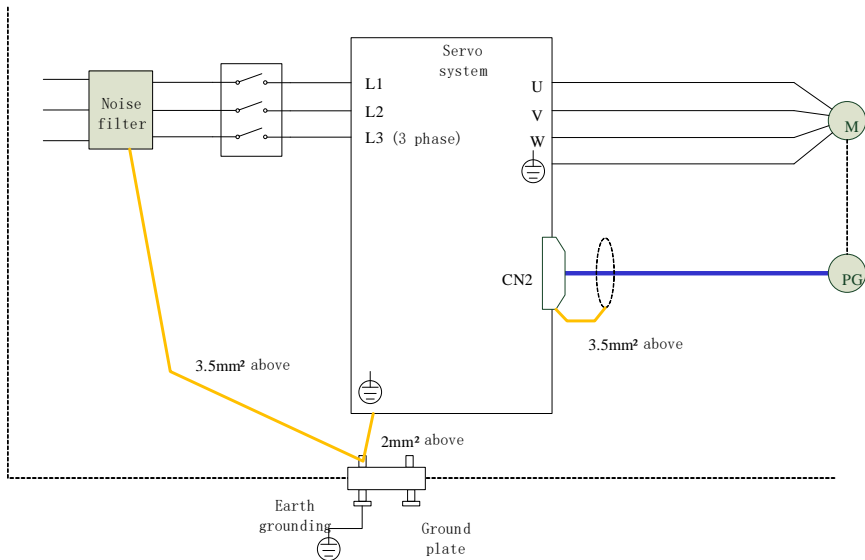 Servo
system
Noise
filter
L1
L2
L3 (3 phase)
U
V
W
M
CN2
PG
3.5mm² above
3.5mm² above
2mm² above
Earth
grounding
Ground
plate